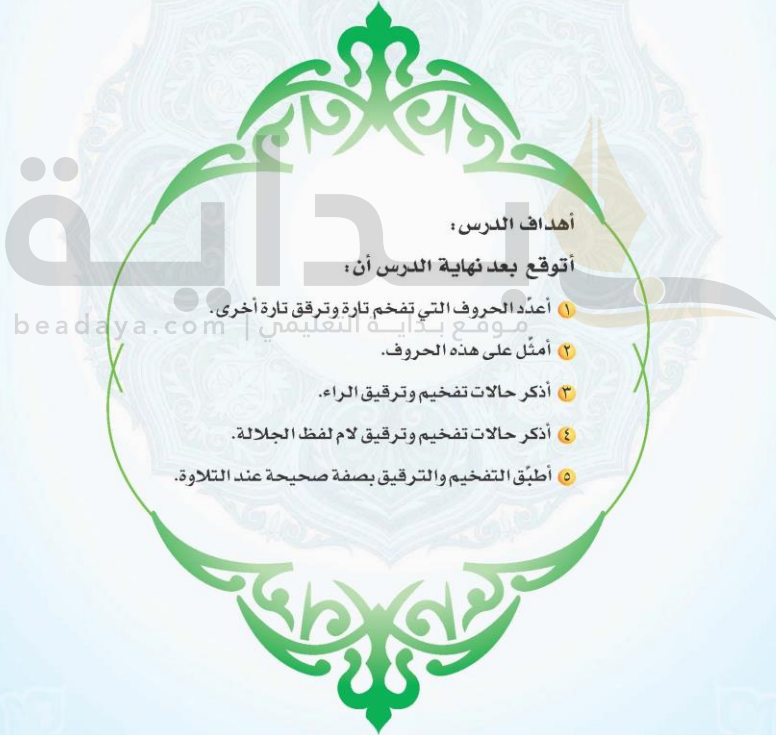 أهداف الدرس:
أتوقع بعد نهاية الدرس أن:
١ أعدّد الحروف التي تفخم تارة وترقق تارة أخرى.
بداية
موقع بداية التعليمي | beadaya.com
٢ أمثّل على هذه الحروف.
٣ أذكر حالات تفخيم وترقيق الراء.
٤ أذكر حالات تفخيم وترقيق لام لفظ الجلالة.
٥ أطبّق التفخيم والترقيق بصفة صحيحة عند التلاوة.